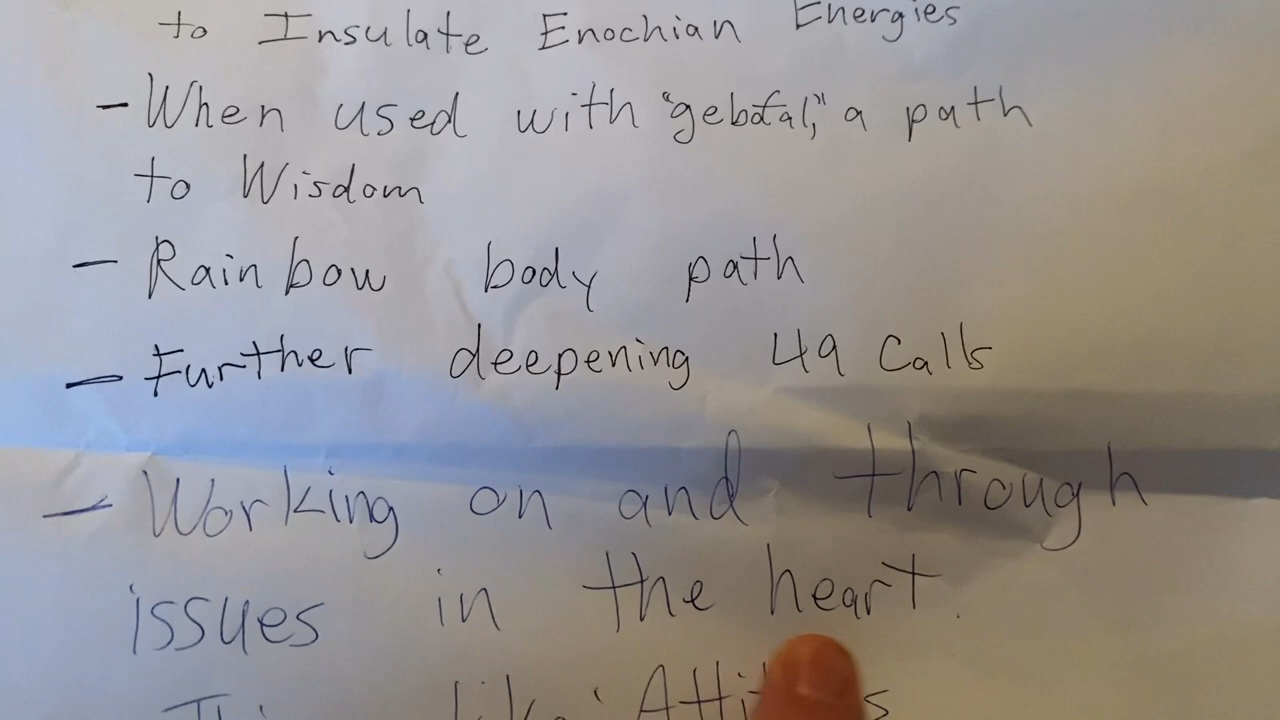 to Insulate Enochian Energies
- When used with "gebofal," a path
to Wisdom
- Rainbow body path
- Further deepening 49 Calls
- Working on and through
issues in the heart.